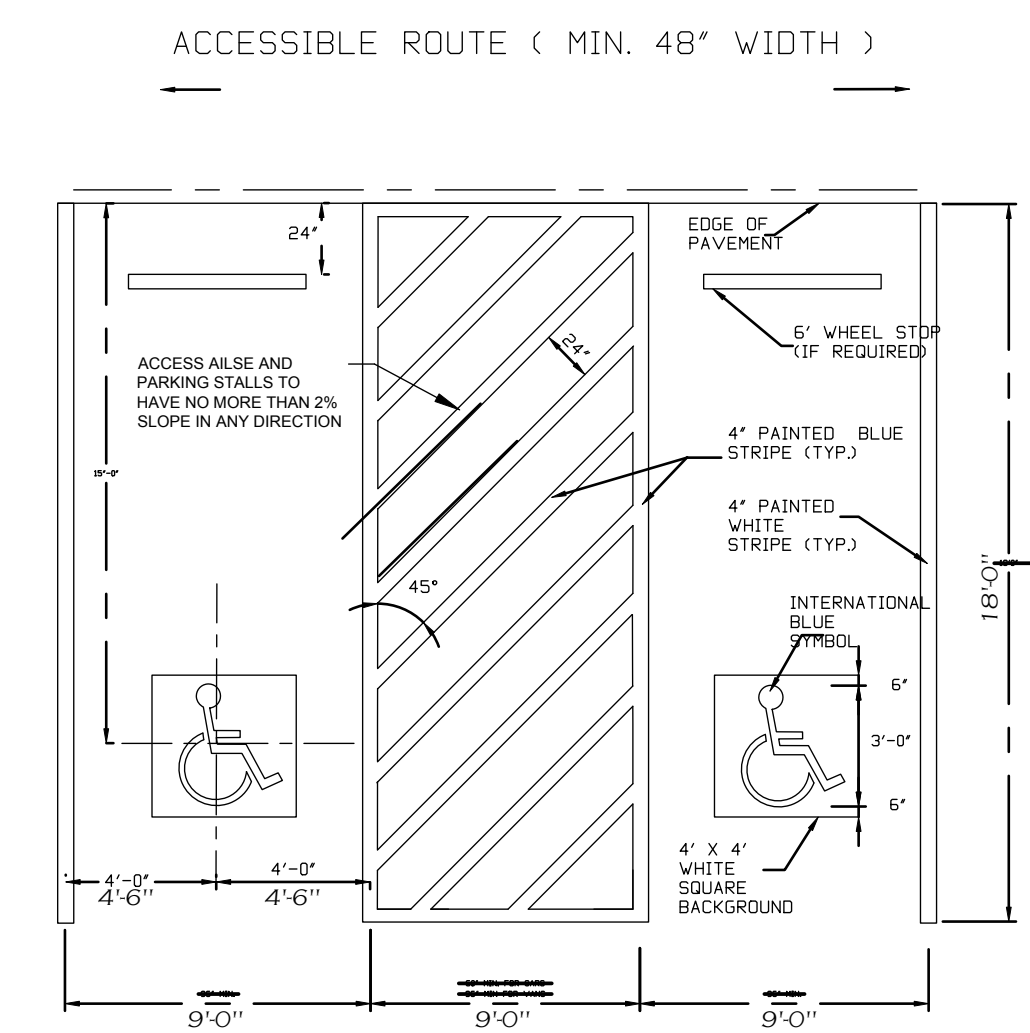 ACCESSIBLE ROUTE ( MIN. 48" WIDTH )
24"
EDGE OF
PAVEMENT
6' WHEEL STOP
(IF REQUIRED)
24"
ACCESS AILSE AND
PARKING STALLS TO
HAVE NO MORE THAN 2%
SLOPE IN ANY DIRECTION
4" PAINTED BLUE
STRIPE (TYP.)
15'-0"
4" PAINTED
WHITE
STRIPE (TYP.)
18'-0"
45°
INTERNATIONAL
BLUE
SYMBOL
6"
3'-0"
6"
4' X 4'
WHITE
SQUARE
BACKGROUND
4'-0"
4'-6"
4'-0"
4'-6"
9'-0"
9'-0"
9'-0"